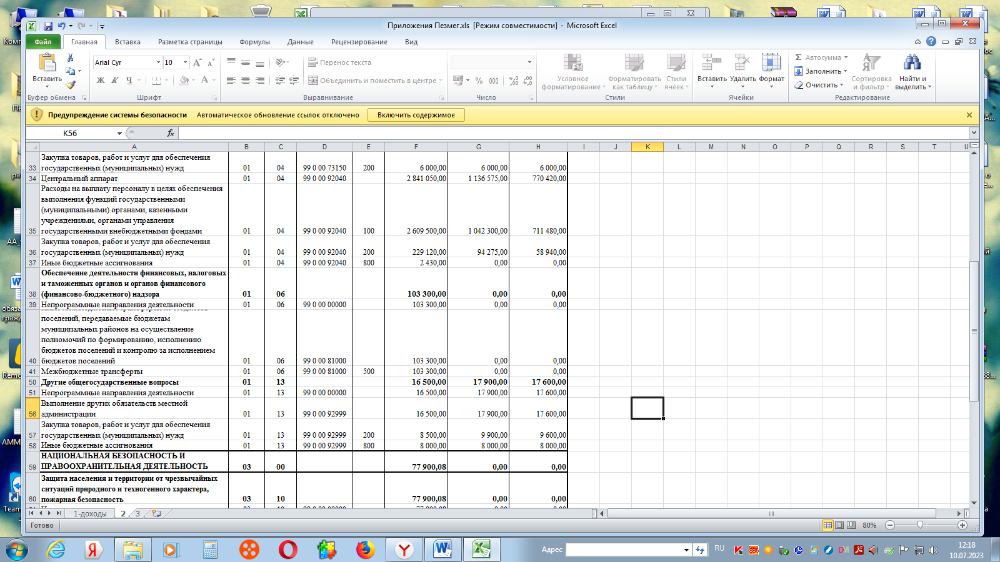 Приложения Пезмег.xls [Режим совместимости] - Microsoft Excel
Файл Главная Вставка Разметка страницы Формулы Данные Рецензирование Вид
Arial Cyr 10
Перенос текста
Автосумма
Заполнить
Вставить
Ж К Ч
Объединить и поместить в центре
% 000
Условное форматирование
Форматировать как таблицу
Стили ячеек
Вставить Удалить Формат
Очистить
Сортировка и фильтр
Найти и выделить
Буфер обмена Шрифт Выравнивание Число Стили Ячейки Редактирование
Предупреждение системы безопасности Автоматическое обновление ссылок отключено Включить содержимое
K56 fx
A B C D E F G H I J K L M N O P Q R S T U
Закупка товаров, работ и услуг для обеспечения
33 государственных (муниципальных) нужд 01 04 99 0 00 73150 200 6 000,00 6 000,00 6 000,00
34 Центральный аппарат 01 04 99 0 00 92040 2 841 050,00 1 136 575,00 770 420,00
Расходы на выплату персоналу в целях обеспечения
выполнения функций государственными
(муниципальными) органами, казенными
учреждениями, органами управления
35 государственными внебюджетными фондами 01 04 99 0 00 92040 100 2 609 500,00 1 042 300,00 711 480,00
Закупка товаров, работ и услуг для обеспечения
36 государственных (муниципальных) нужд 01 04 99 0 00 92040 200 229 120,00 94 275,00 58 940,00
37 Иные бюджетные ассигнования 01 04 99 0 00 92040 800 2 430,00 0,00 0,00
Обеспечение деятельности финансовых, налоговых
и таможенных органов и органов финансового
38 (финансово-бюджетного) надзора 01 06 103 300,00 0,00 0,00
39 Непрограммные направления деятельности 01 06 99 0 00 00000 103 300,00 0,00 0,00
поселений, передаваемые бюджетам
муниципальных районов на осуществление
полномочий по формированию, исполнению
бюджетов поселений и контролю за исполнением
40 бюджетов поселений 01 06 99 0 00 81000 103 300,00 0,00 0,00
41 Межбюджетные трансферты 01 06 99 0 00 81000 500 103 300,00 0,00 0,00
50 Другие общегосударственные вопросы 01 13 16 500,00 17 900,00 17 600,00
51 Непрограммные направления деятельности 01 13 99 0 00 00000 16 500,00 17 900,00 17 600,00
Выполнение других обязательств местной
56 администрации 01 13 99 0 00 92999 16 500,00 17 900,00 17 600,00
Закупка товаров, работ и услуг для обеспечения
57 государственных (муниципальных) нужд 01 13 99 0 00 92999 200 8 500,00 9 900,00 9 600,00
58 Иные бюджетные ассигнования 01 13 99 0 00 92999 800 8 000,00 8 000,00 8 000,00
НАЦИОНАЛЬНАЯ БЕЗОПАСНОСТЬ И
59 ПРАВООХРАНИТЕЛЬНАЯ ДЕЯТЕЛЬНОСТЬ 03 00 77 900,08 0,00 0,00
Защита населения и территории от чрезвычайных
ситуаций природного и техногенного характера,
60 пожарная безопасность 03 10 77 900,08 0,00 0,00
1-доходы 2 3
Готово 80%
Адрес RU 12:18
10.07.2023